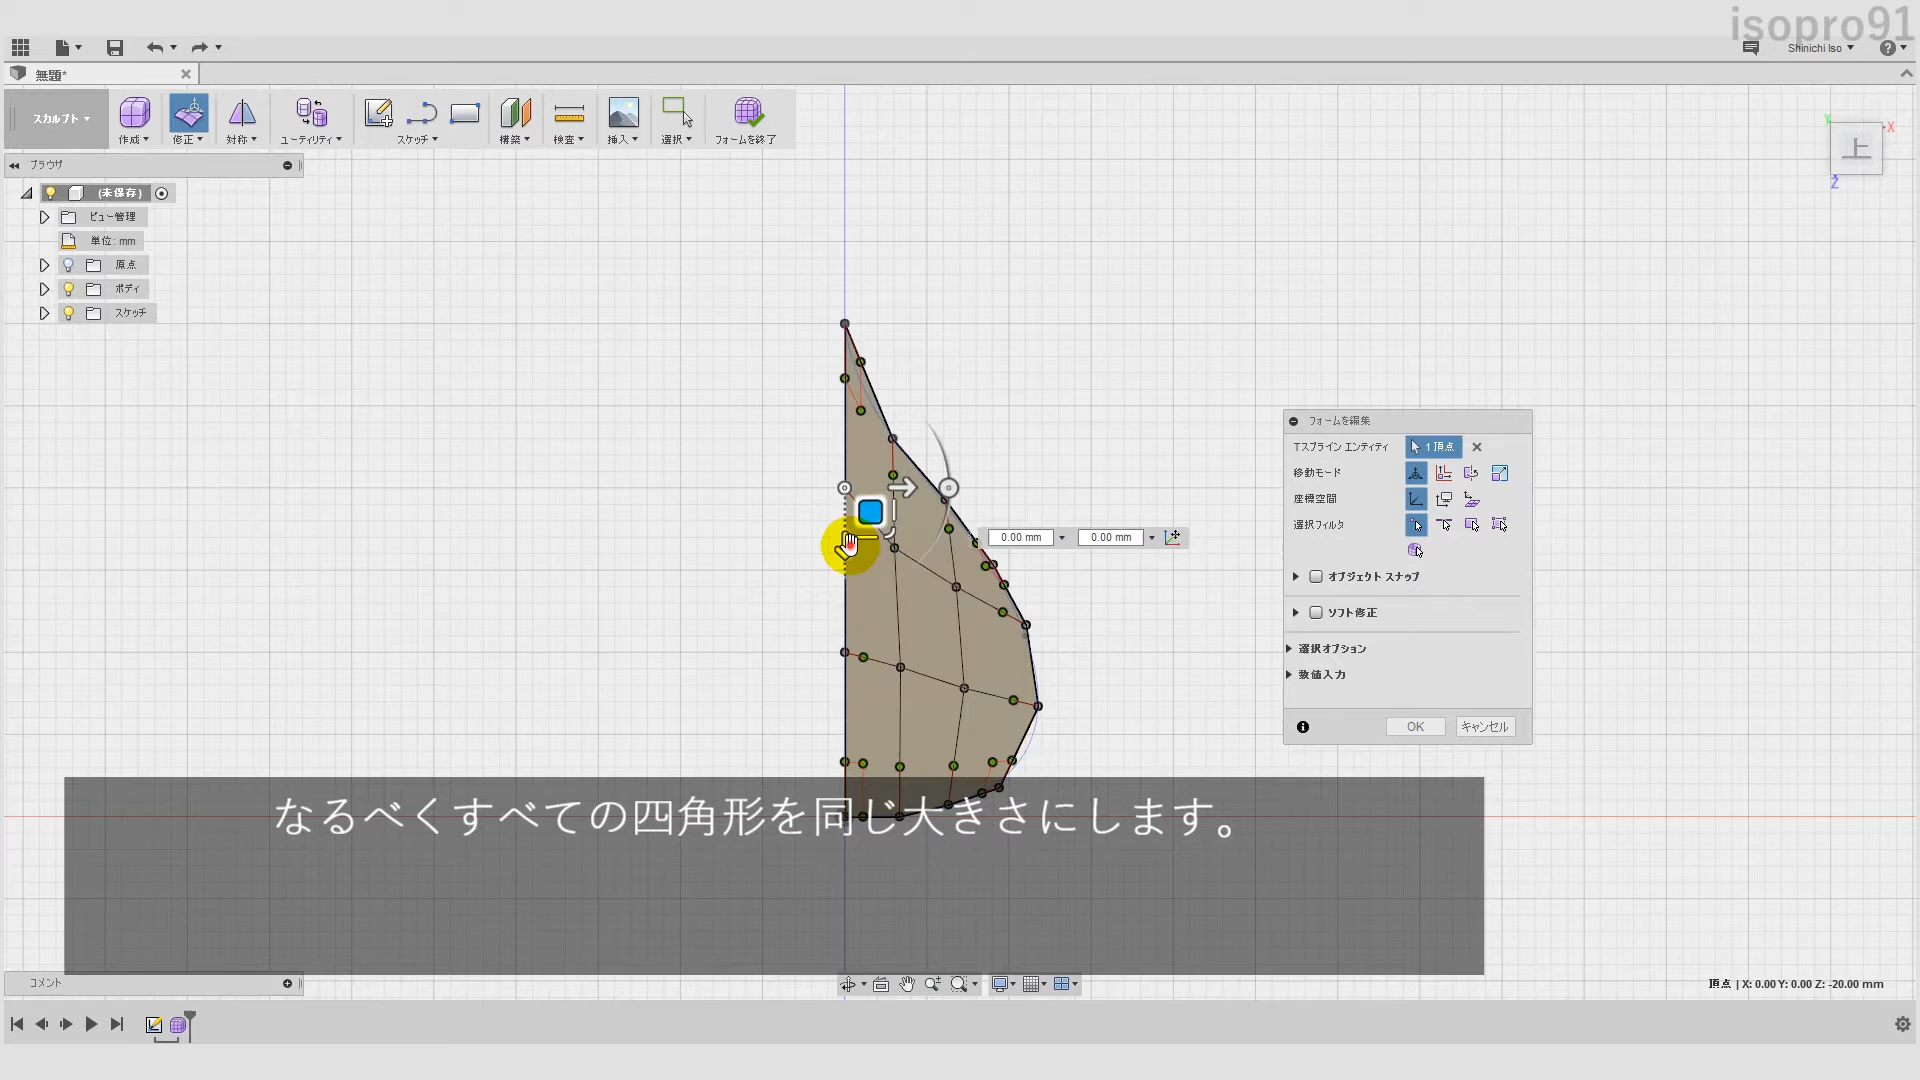 isopro91
Shinichi Iso
無題*
スカルプト
作成
修正
対称
ユーティリティ
スケッチ
構築
検査
挿入
選択
フォームを終了
ブラウザ
(未保存)
ビュー管理
単位: mm
原点
ボディ
スケッチ
上
X
Z
0.00 mm
0.00 mm
フォームを編集
Tスプライン エンティティ
1 頂点
移動モード
座標空間
選択フィルタ
オブジェクト スナップ
ソフト修正
選択オプション
数値入力
OK
キャンセル
なるべくすべての四角形を同じ大きさにします。
コメント
頂点 | X: 0.00 Y: 0.00 Z: -20.00 mm